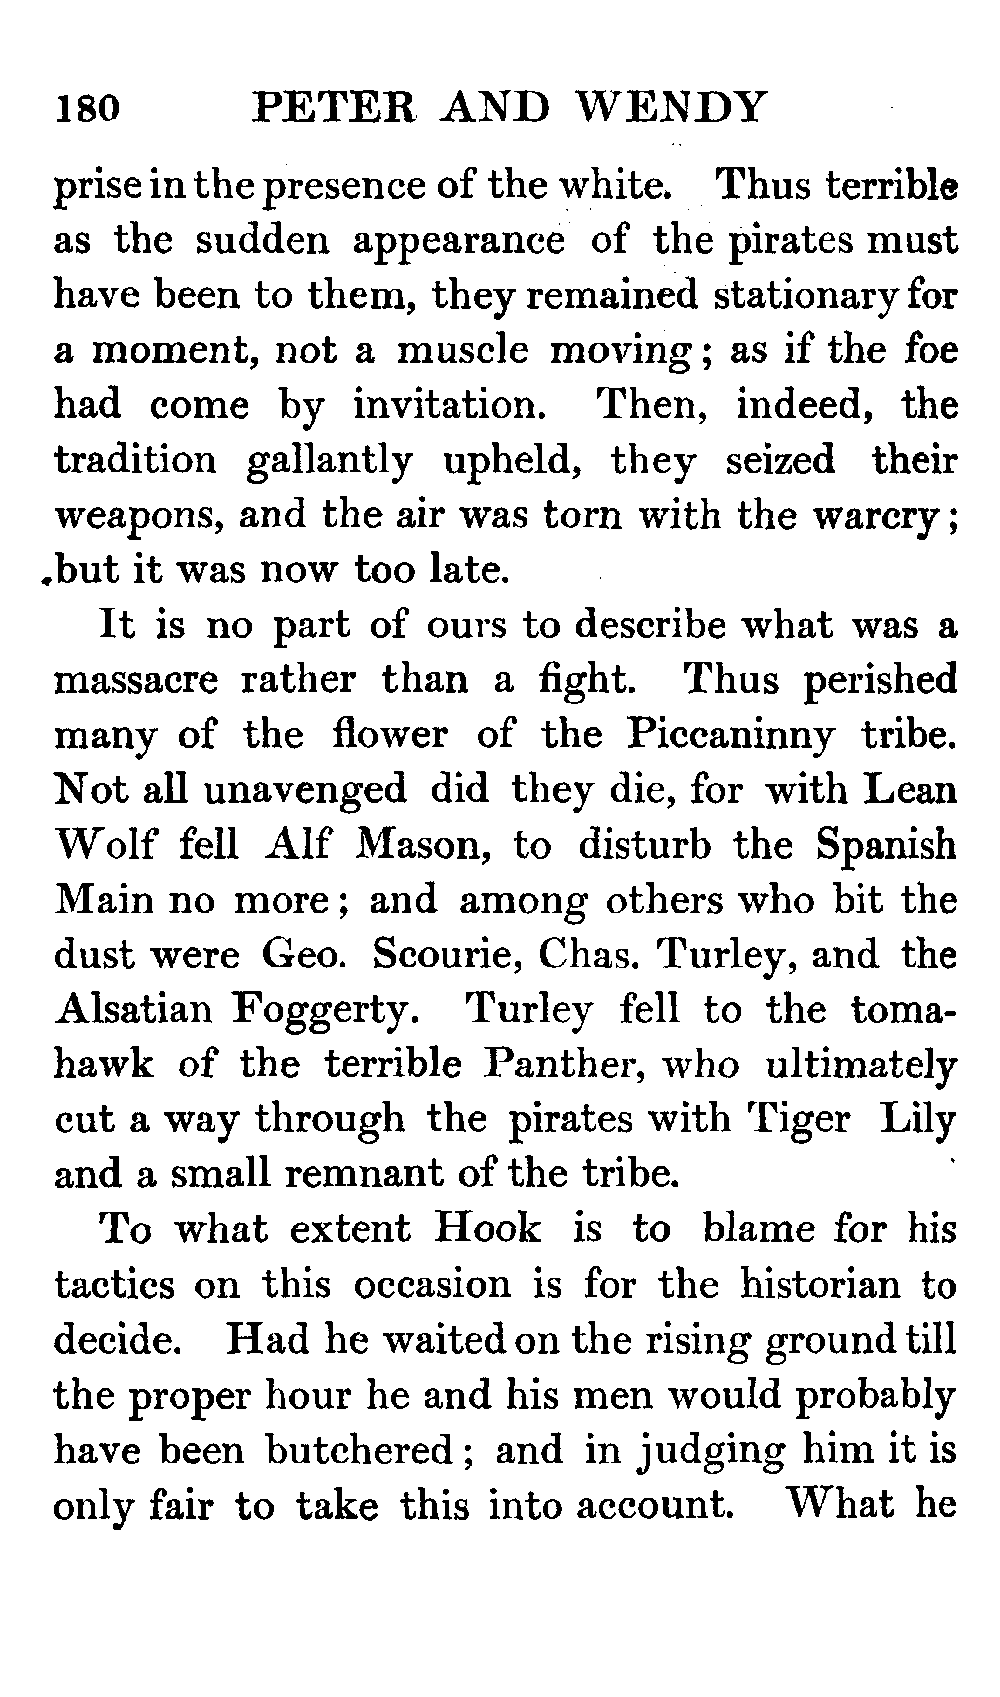 180 PETER AND WENDY
prise in the presence of the white. Thus terrible
as the sudden appearance of the pirates must
have been to them, they remained stationary for
a moment, not a muscle moving; as if the foe
had come by invitation. Then, indeed, the
tradition gallantly upheld, they seized their
weapons, and the air was torn with the warcry;
but it was now too late.
It is no part of ours to describe what was a
massacre rather than a fight. Thus perished
many of the flower of the Piccaninny tribe.
Not all unavenged did they die, for with Lean
Wolf fell Alf Mason, to disturb the Spanish
Main no more; and among others who bit the
dust were Geo. Scourie, Chas. Turley, and the
Alsatian Foggerty. Turley fell to the toma-
hawk of the terrible Panther, who ultimately
cut a way through the pirates with Tiger Lily
and a small remnant of the tribe.
To what extent Hook is to blame for his
tactics on this occasion is for the historian to
decide. Had he waited on the rising ground till
the proper hour he and his men would probably
have been butchered; and in judging him it is
only fair to take this into account. What he